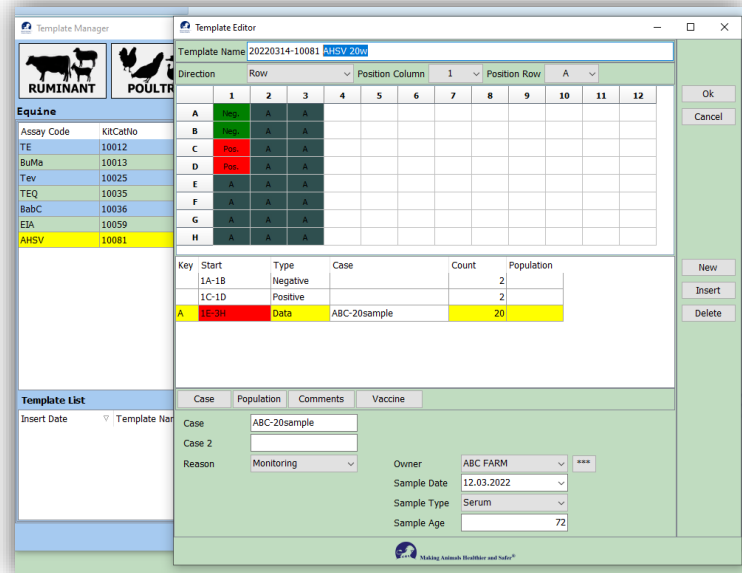 Template Manager
RUMINANT
POULTR
Equine
Assay Code KitCatNo
TE 10012
BuMa 10013
Tev 10025
TEQ 10035
BabC 10036
EIA 10059
AHSV 10081
Template List
Insert Date Template Nar
Template Editor
Template Name 20220314-10081 AHSV 20w
Direction Row Position Column 1 Position Row A
1 2 3 4 5 6 7 8 9 10 11 12
A Neg. A A
B Neg. A A
C Pos. A A
D Pos. A A
E A A A
F A A A
G A A A
H A A A
Key Start Type Case Count Population
1A-1B Negative 2
1C-1D Positive 2
A 1E-3H Data ABC-20sample 20
Case Population Comments Vaccine
Case ABC-20sample
Case 2
Reason Monitoring Owner ABC FARM ***
Sample Date 12.03.2022
Sample Type Serum
Sample Age 72
Making Animals Healthier and Safer®
Ok
Cancel
New
Insert
Delete